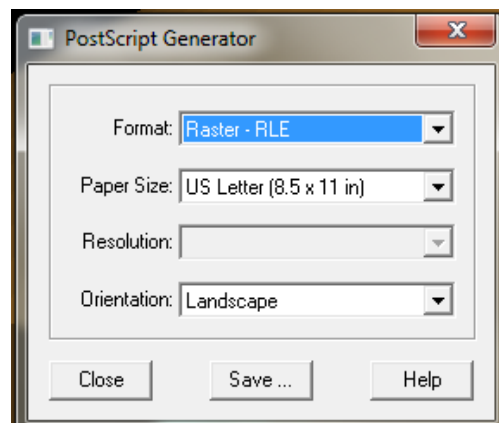 PostScript Generator
Format: Raster - RLE
Paper Size: US Letter (8.5 x 11 in)
Resolution:
Orientation: Landscape
Close Save ... Help